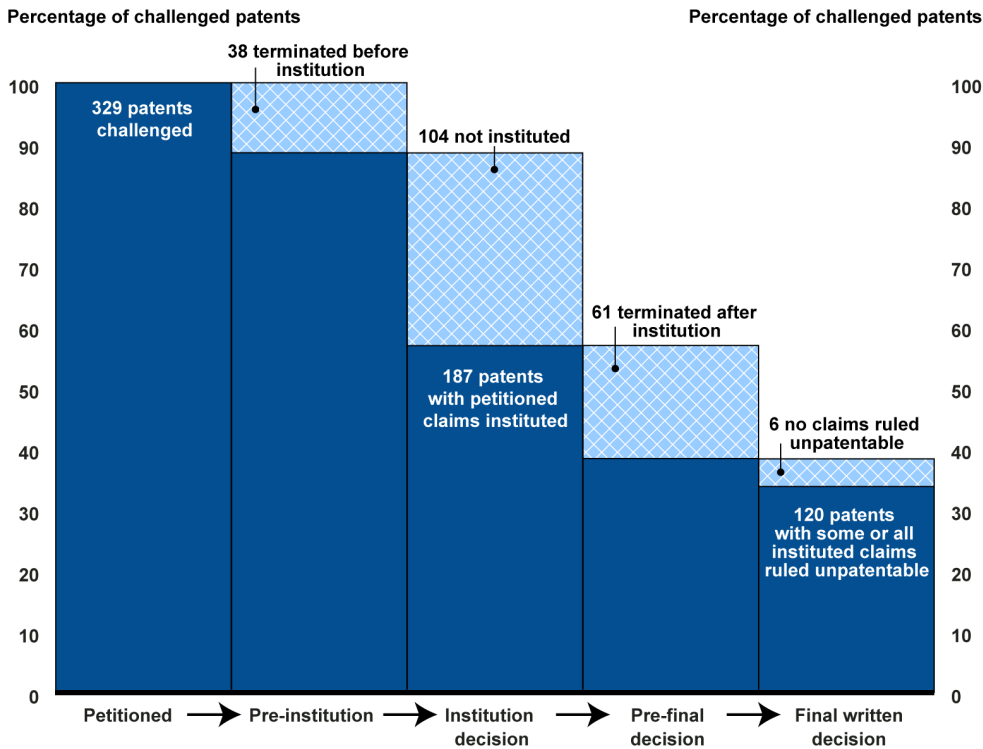 Percentage of challenged patents
Percentage of challenged patents
38 terminated before
institution
100
90
80
70
60
50
40
30
20
10
0
329 patents
challenged
104 not instituted
187 patents
with petitioned
claims instituted
61 terminated after
institution
6 no claims ruled
unpatentable
120 patents
with some or all
instituted claims
ruled unpatentable
100
90
80
70
60
50
40
30
20
10
0
Petitioned
Pre-institution
Institution
decision
Pre-final
decision
Final written
decision